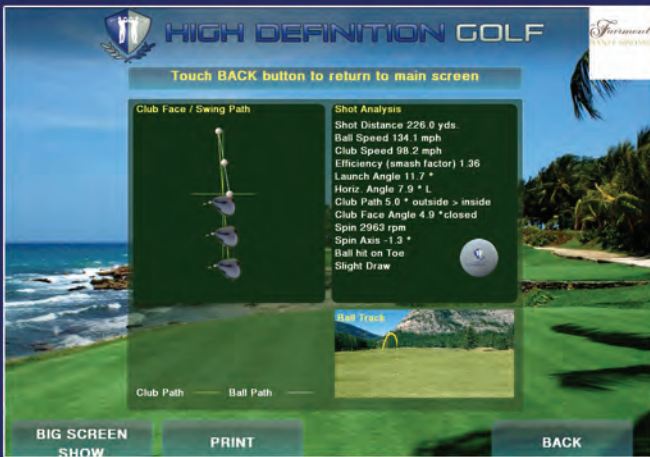 HIGH DEFINITION GOLF
Fairmont
Touch BACK button to return to main screen
Club Face / Swing Path
Shot Analysis
Shot Distance 226.0 yds.
Ball Speed 134.1 mph
Club Speed 98.2 mph
Efficiency (smash factor) 1.36
Launch Angle 11.7 °
Horiz. Angle 7.9 ° L
Club Path 5.0 ° outside > inside
Club Face Angle 4.9 °closed
Spin 2963 rpm
Spin Axis -1.3 °
Ball hit on Toe
Slight Draw
Ball Track
Club Path
Ball Path
BIG SCREEN
SHOW
PRINT
BACK